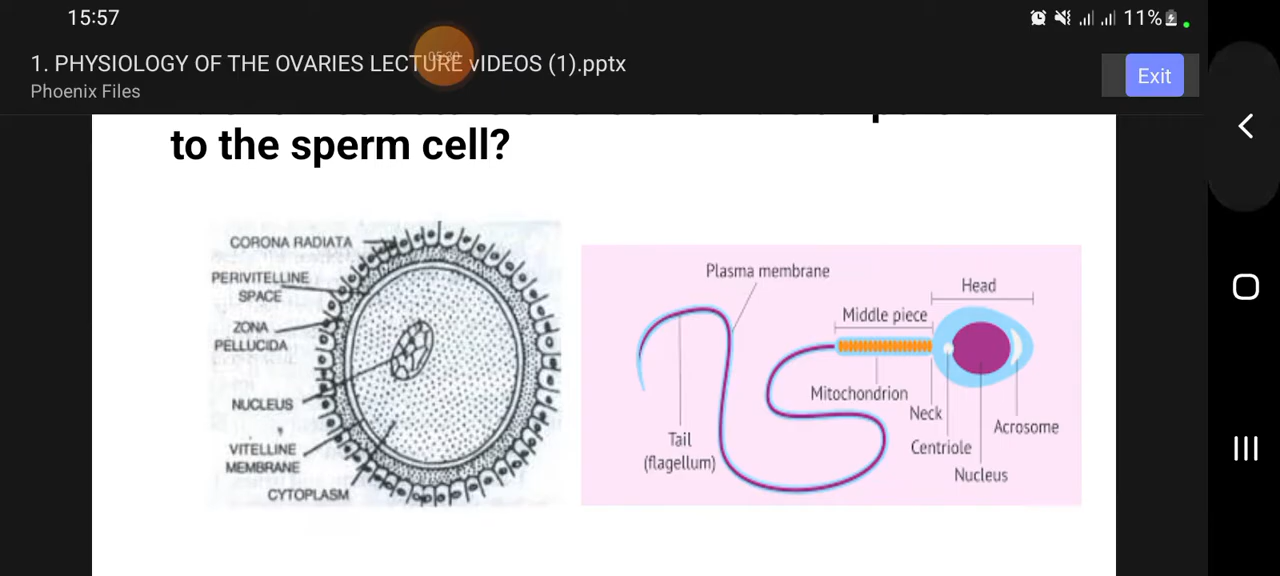 15:57
11%
05:30
1. PHYSIOLOGY OF THE OVARIES LECTURE vIDEOS (1).pptx
Phoenix Files
Exit
to the sperm cell?
CORONA RADIATA
PERIVITELLINE
SPACE
ZONA
PELLUCIDA
NUCLEUS
VITELLINE
MEMBRANE
CYTOPLASM
Plasma membrane
Head
Middle piece
Mitochondrion
Neck
Acrosome
Tail
(flagellum)
Centriole
Nucleus